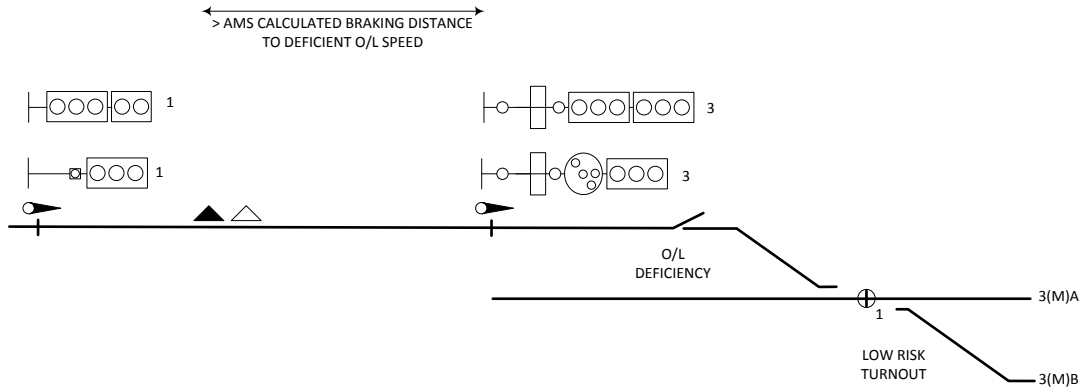 > AMS CALCULATED BRAKING DISTANCE
TO DEFICIENT O/L SPEED
1
3
1
3
O/L
DEFICIENCY
3(M)A
1
LOW RISK
TURNOUT
3(M)B